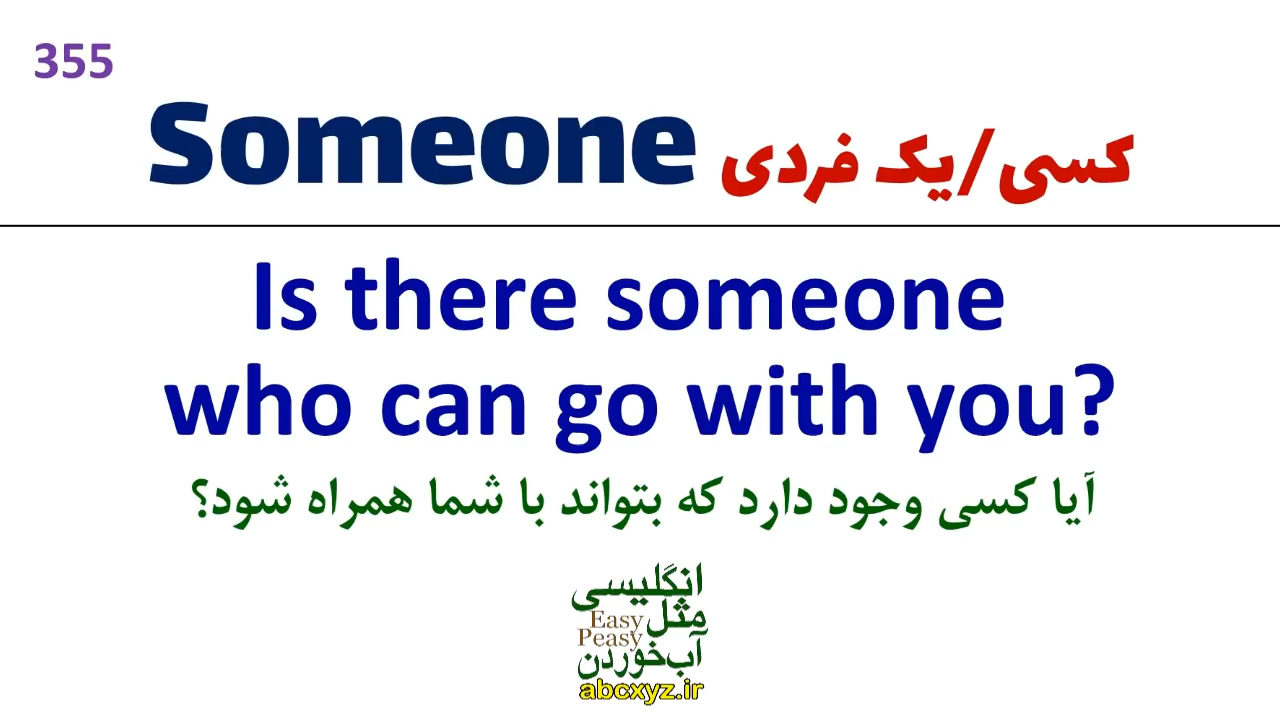 355
Someone کسی/یک فردی
Is there someone
who can go with you?
آیا کسی وجود دارد که بتواند با شما همراه شود؟
انگلیسی
مثل
Easy
Peasy
آب‌خوردن
abcxyz.ir